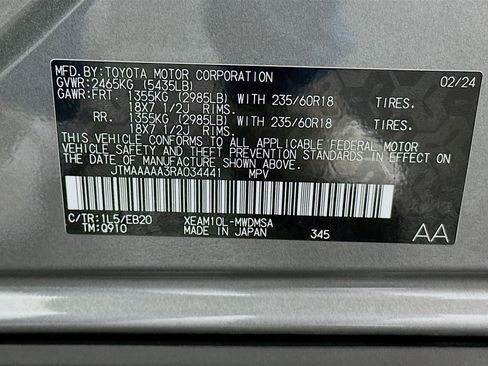 MFD.BY:TOYOTA MOTOR CORPORATION 02/24
GVWR:2465KG (5435LB)
GAWR:FRT. 1355KG (2985LB) WITH 235/60R18 TIRES.
18X7 1/2J RIMS.
RR. 1355KG (2985LB) WITH 235/60R18 TIRES.
18X7 1/2J RIMS.
THIS VEHICLE CONFORMS TO ALL APPLICABLE FEDERAL MOTOR
VEHICLE SAFETY AND THEFT PREVENTION STANDARDS IN EFFECT
ON THE DATE OF MANUFACTURE SHOWN ABOVE.
JTMAAAAA3RA034441 MPV
C/TR:1L5/EB20 XEAM10L-MWDMSA
TM:Q910 MADE IN JAPAN 345 AA